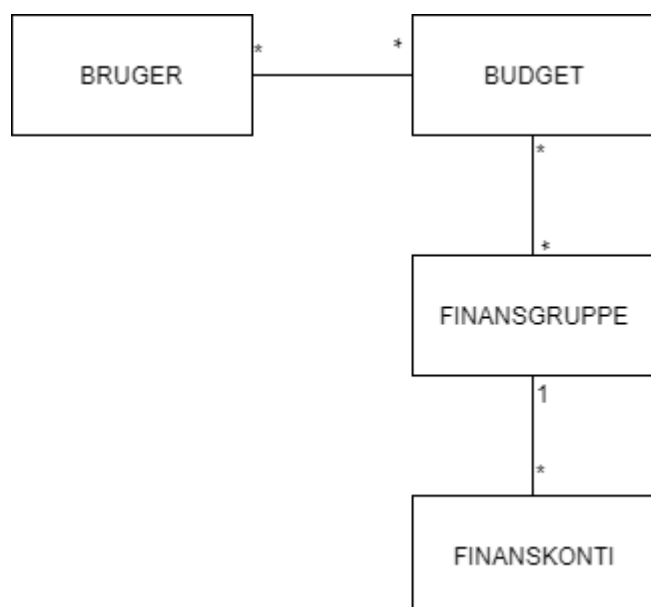 BRUGER
* *
BUDGET
*
*
FINANSGRUPPE
1
*
FINANSKONTI